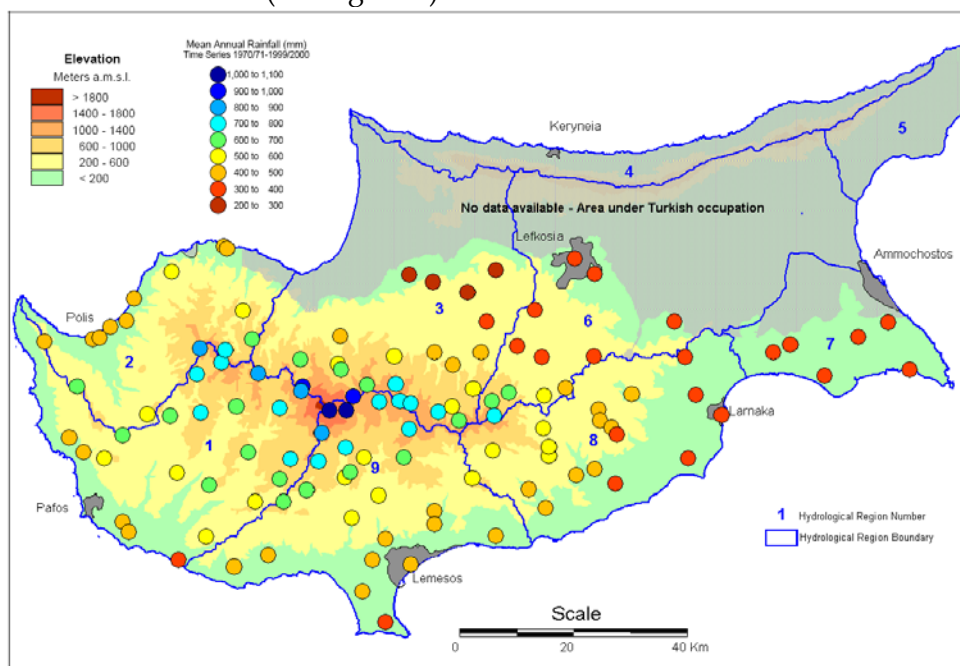 Elevation
Meters a.m.s.l.
> 1800
1400 - 1800
1000 - 1400
600 - 1000
200 - 600
< 200
Mean Annual Rainfall (mm)
Time Series 1970/71-1999/2000
1,000 to 1,100
900 to 1,000
800 to 900
700 to 800
600 to 700
500 to 600
400 to 500
300 to 400
200 to 300
Keryneia
5
4
No data available - Area under Turkish occupation
Lefkosia
Ammochostos
Polis
3
6
7
2
Larnaka
1
8
9
Pafos
Lemesos
1 Hydrological Region Number
Hydrological Region Boundary
Scale
0 20 40 Km